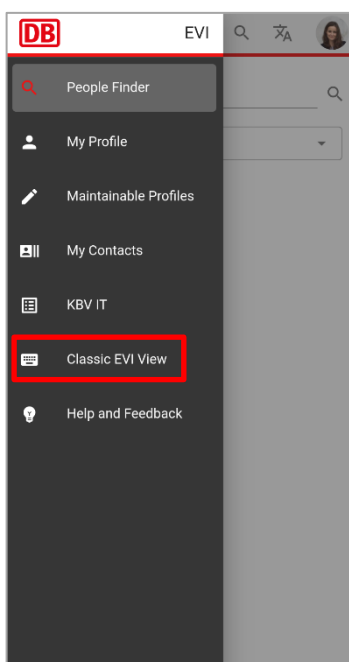 DB EVI
People Finder
My Profile
Maintainable Profiles
My Contacts
KBV IT
Classic EVI View
Help and Feedback